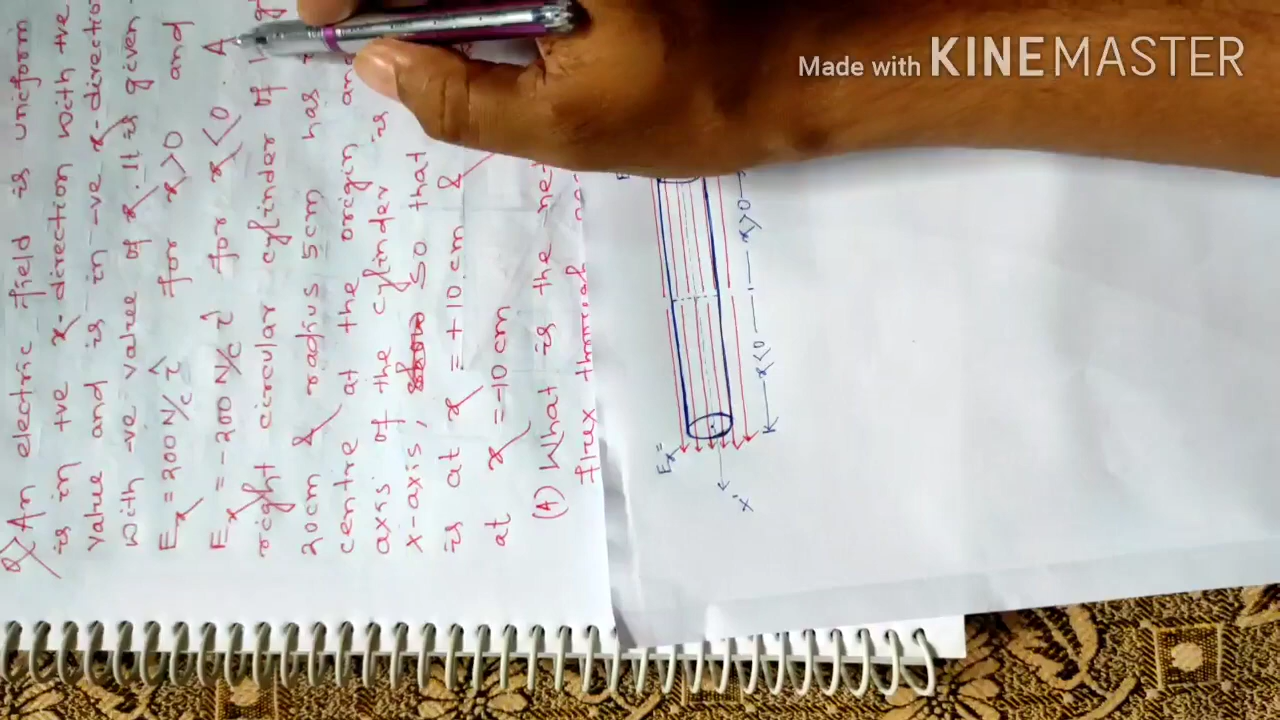 Q An electric field is uniform
is in +ve x-direction with +ve
value and is in -ve x-direction
with -ve value of x. It is given -
Ex = 200 N/C î for x>0 and
Ex = -200 N/C î for x<0. A
right circular cylinder of
20cm & radius 5cm has
centre at the origin and
axis of the cylinder is
x-axis, so that
is at x = +10 cm &
at x = -10 cm
(A) What is the net
flux through
Ex =
x'
x<0
x>0
Made with KINEMASTER